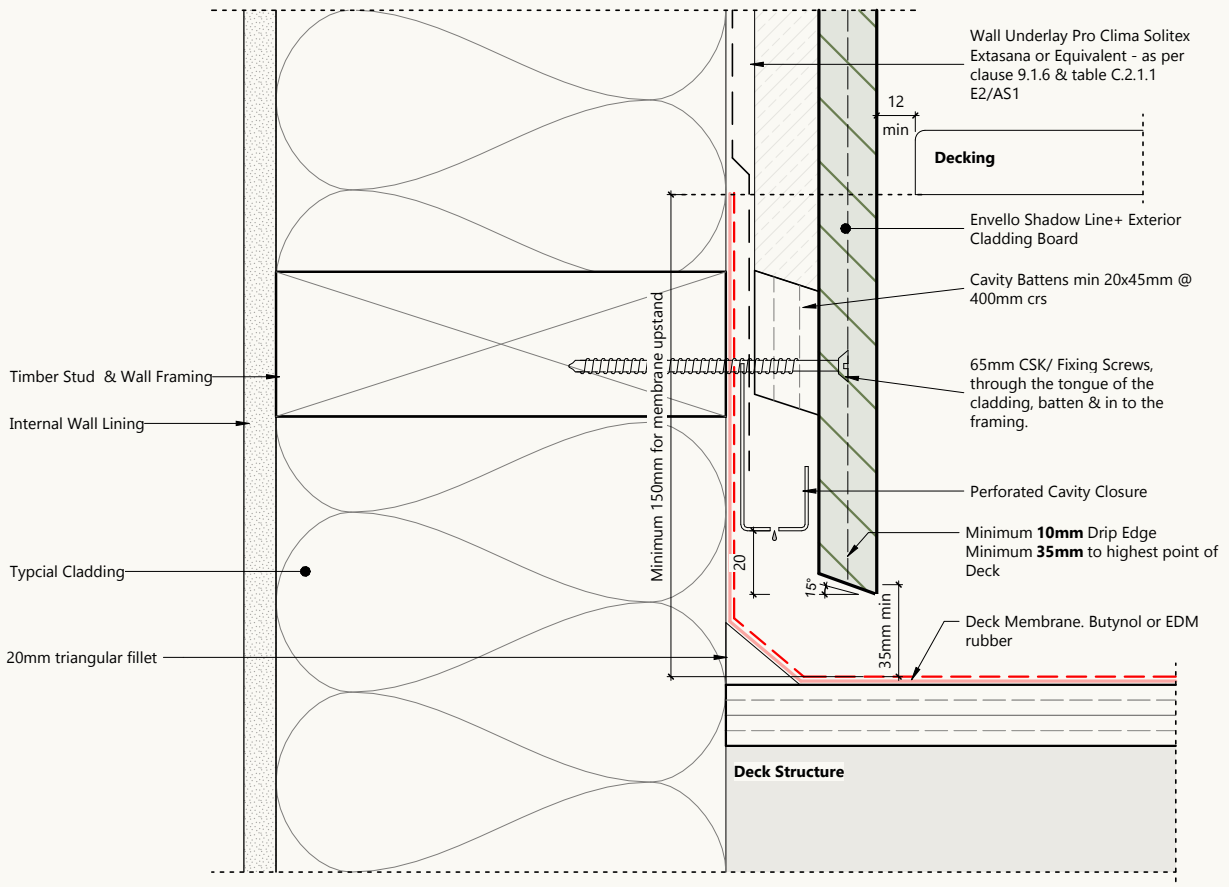 Wall Underlay Pro Clima Solitex
Extasana or Equivalent - as per
clause 9.1.6 & table C.2.1.1
E2/AS1
12
min
Decking
Envello Shadow Line+ Exterior
Cladding Board
Cavity Battens min 20x45mm @
400mm crs
65mm CSK/ Fixing Screws,
through the tongue of the
cladding, batten & in to the
framing.
Timber Stud & Wall Framing
Internal Wall Lining
Minimum 150mm for membrane upstand
Perforated Cavity Closure
Minimum 10mm Drip Edge
Minimum 35mm to highest point of
Deck
Typcial Cladding
20
15°
35mm min
Deck Membrane. Butynol or EDM
rubber
20mm triangular fillet
Deck Structure